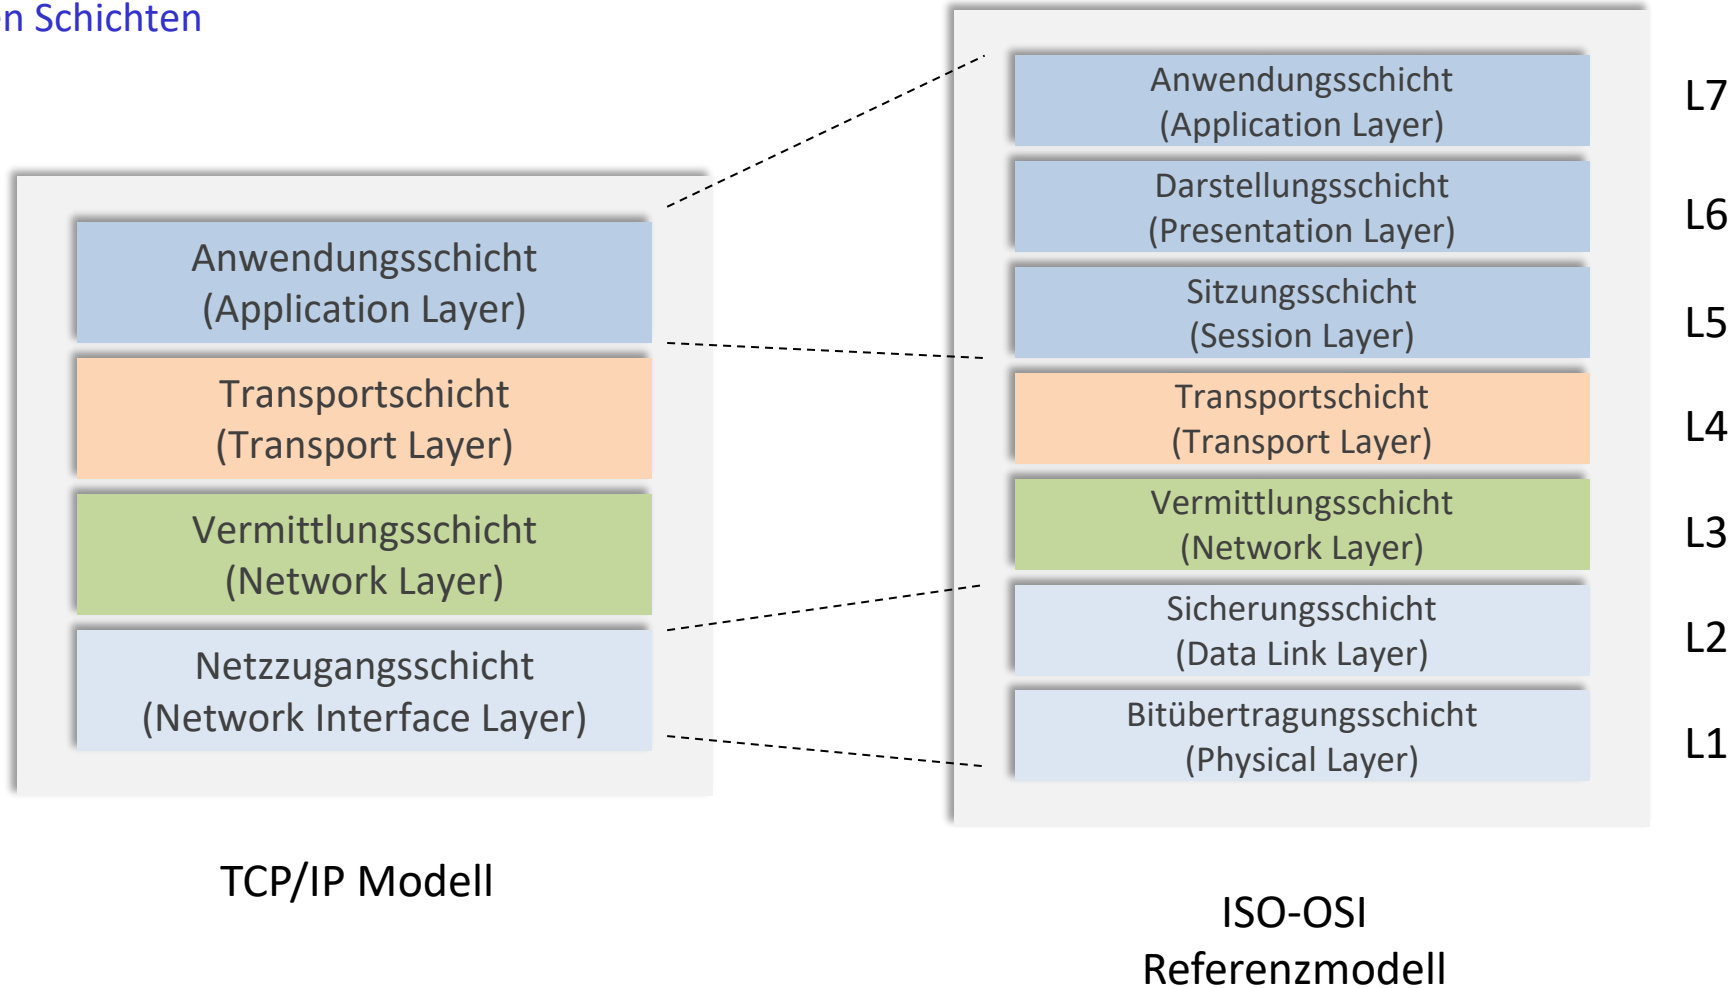 Schichten
Anwendungsschicht
(Application Layer)
Transportschicht
(Transport Layer)
Vermittlungsschicht
(Network Layer)
Netzzugangsschicht
(Network Interface Layer)
TCP/IP Modell
Anwendungsschicht
(Application Layer)
L7
Darstellungsschicht
(Presentation Layer)
L6
Sitzungsschicht
(Session Layer)
L5
Transportschicht
(Transport Layer)
L4
Vermittlungsschicht
(Network Layer)
L3
Sicherungsschicht
(Data Link Layer)
L2
Bitübertragungsschicht
(Physical Layer)
L1
ISO-OSI
Referenzmodell